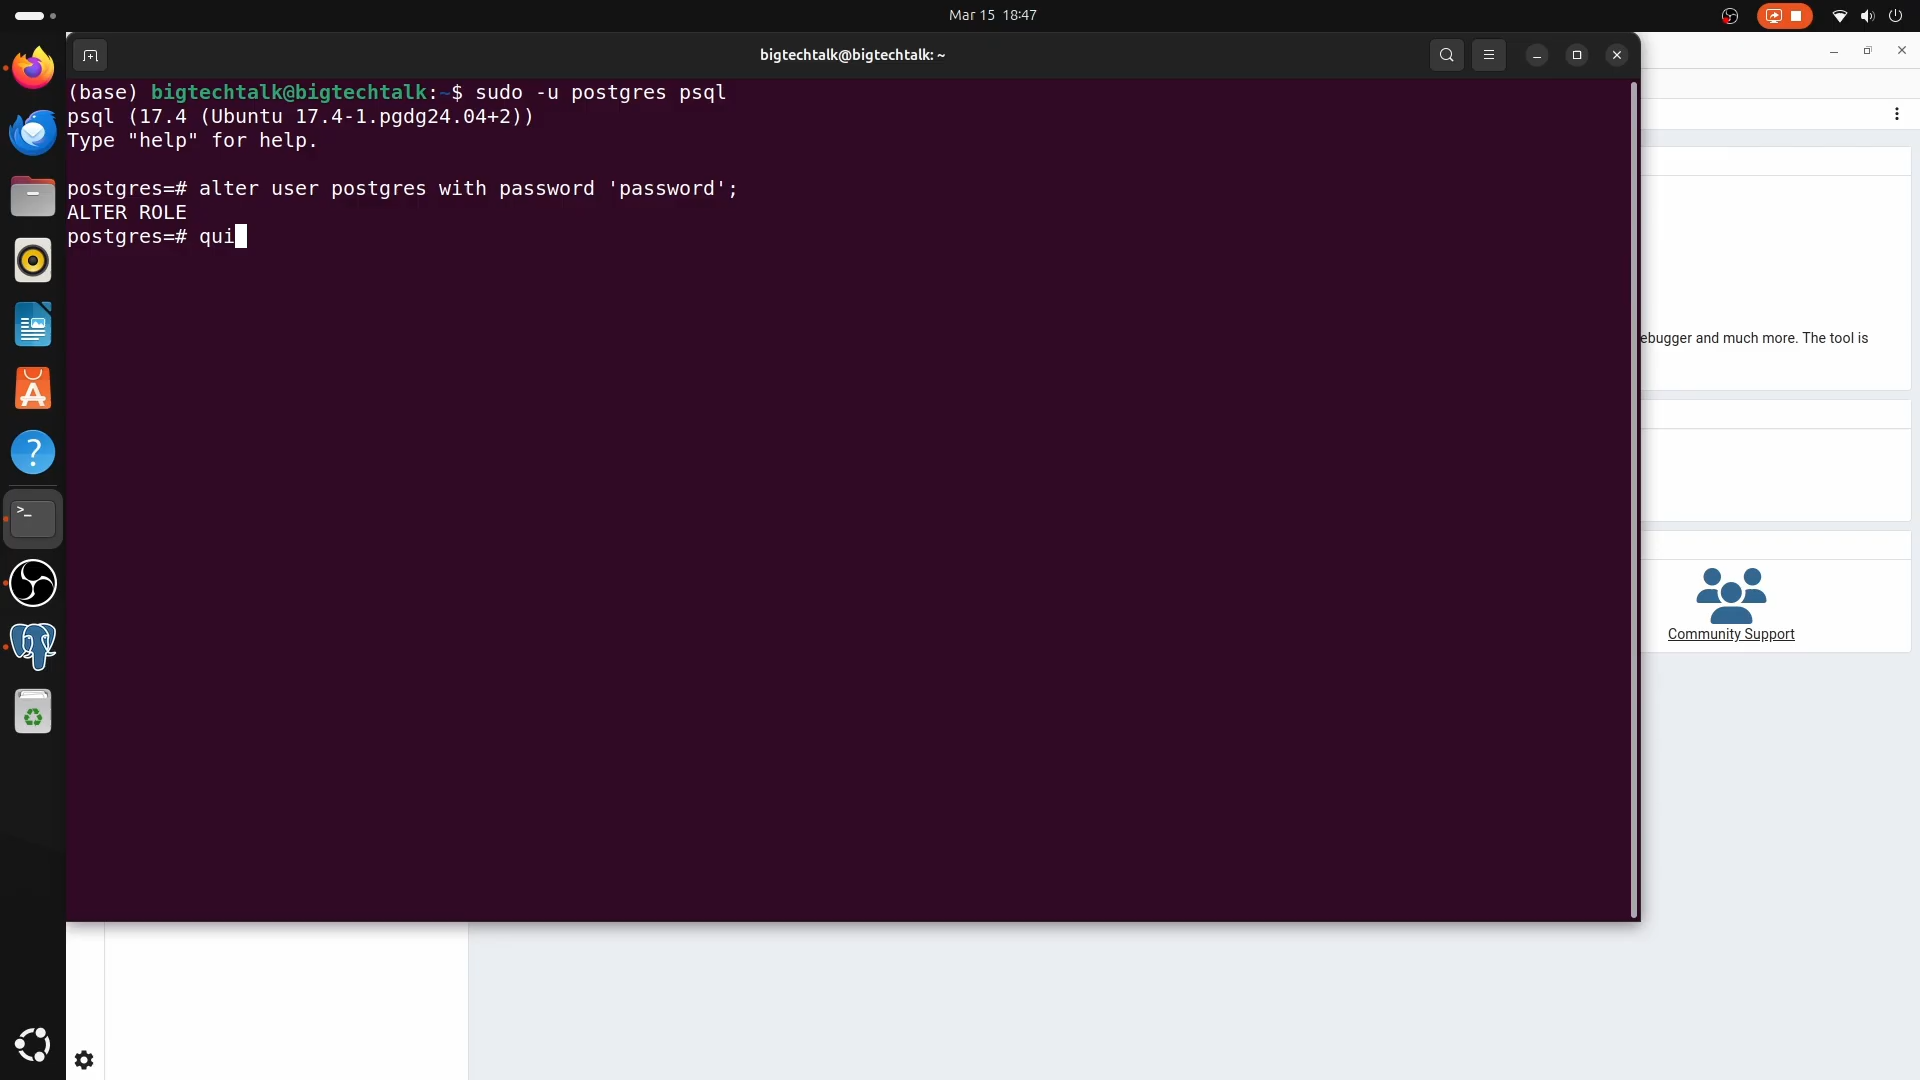 Mar 15 18:47
bigtechtalk@bigtechtalk: ~
(base) bigtechtalk@bigtechtalk:~$ sudo -u postgres psql
psql (17.4 (Ubuntu 17.4-1.pgdg24.04+2))
Type "help" for help.
postgres=# alter user postgres with password 'password';
ALTER ROLE
postgres=# qui
ebugger and much more. The tool is
Community Support